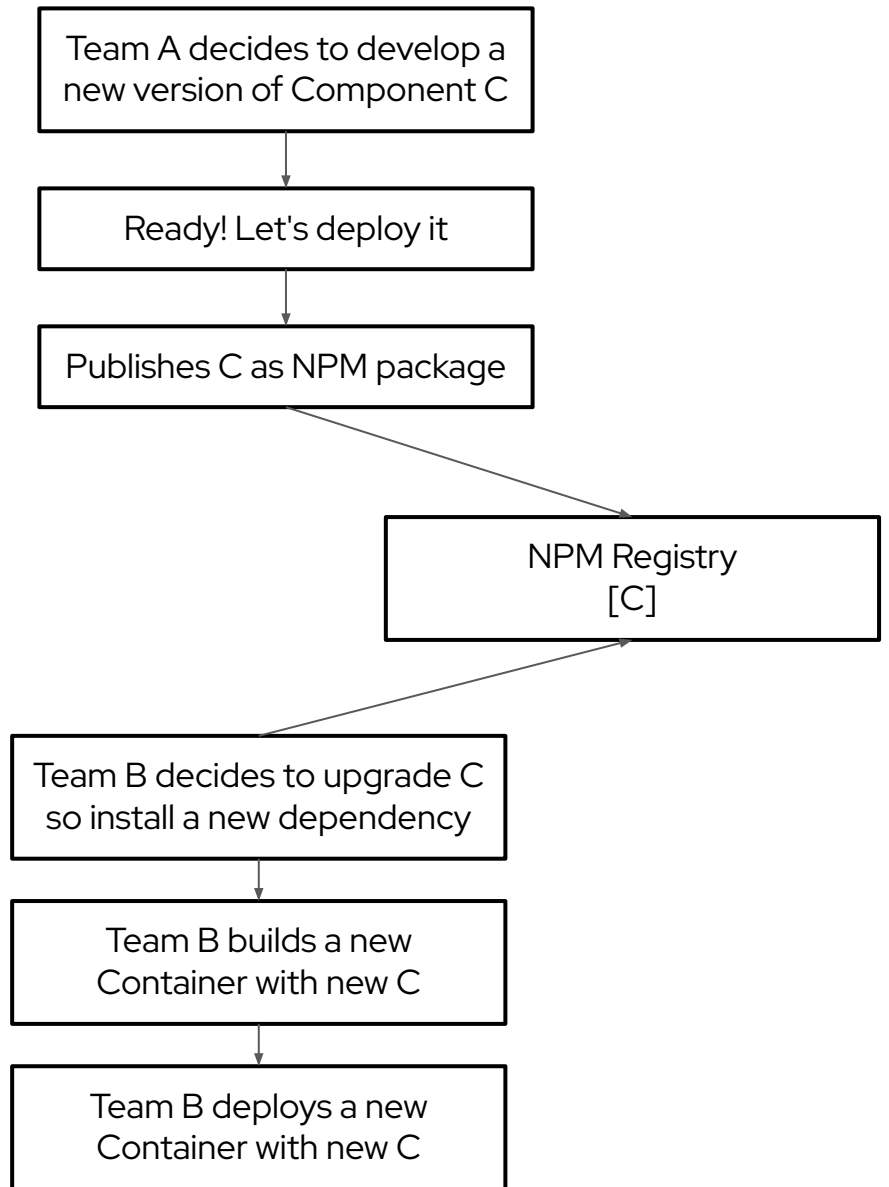 Team A decides to develop a
new version of Component C
Ready! Let's deploy it
Publishes C as NPM package
NPM Registry
[C]
Team B decides to upgrade C
so install a new dependency
Team B builds a new
Container with new C
Team B deploys a new
Container with new C